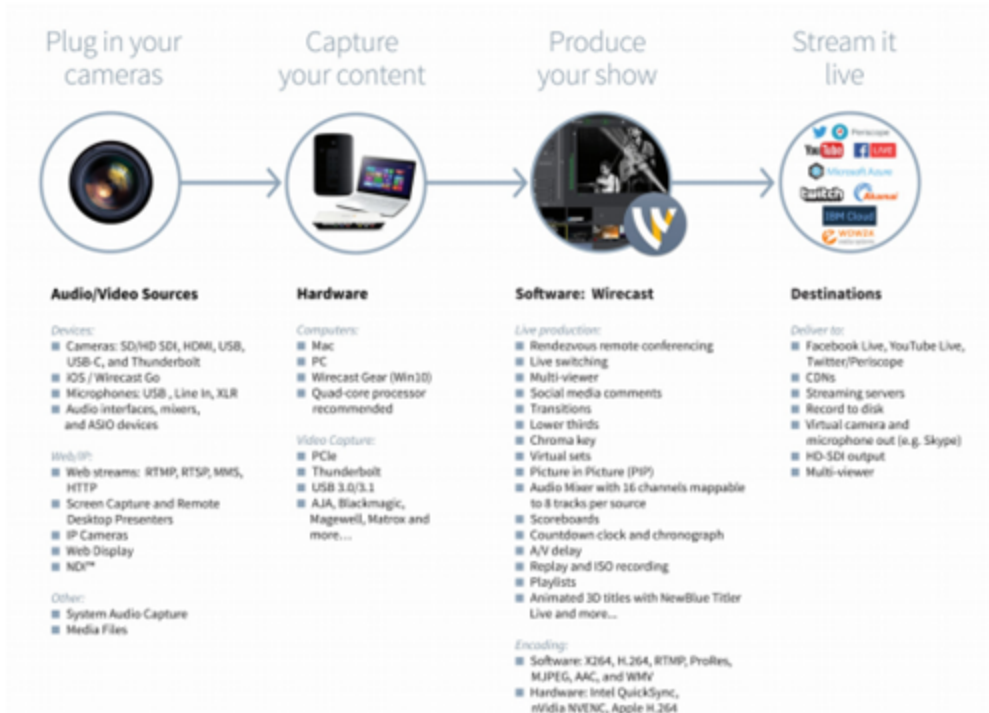 Plug in your
cameras
Capture
your content
Produce
your show
Stream it
live
Periscope
YouTube
LIVE
Microsoft Azure
twitch
Akamai
IBM Cloud
WOWZA
Audio/Video Sources
Devices:
Cameras: SD/HD SDI, HDMI, USB,
USB-C, and Thunderbolt
iOS / Wirecast Go
Microphones: USB , Line In, XLR
Audio interfaces, mixers,
and ASIO devices
Web/IP:
Web streams: RTMP, RTSP, MMS,
HTTP
Screen Capture and Remote
Desktop Presenters
IP Cameras
Web Display
NDI™
Other:
System Audio Capture
Media Files
Hardware
Computers:
Mac
PC
Wirecast Gear (Win10)
Quad-core processor
recommended
Video Capture:
PCIe
Thunderbolt
USB 3.0/3.1
AJA, Blackmagic,
Magewell, Matrox and
more...
Software: Wirecast
Live production:
Rendezvous remote conferencing
Live switching
Multi-viewer
Social media comments
Transitions
Lower thirds
Chroma key
Virtual sets
Picture in Picture (PIP)
Audio Mixer with 16 channels mappable
to 8 tracks per source
Scoreboards
Countdown clock and chronograph
A/V delay
Replay and ISO recording
Playlists
Animated 3D titles with NewBlue Titler
Live and more...
Encoding:
Software: X264, H.264, RTMP, ProRes,
MJPEG, AAC, and WMV
Hardware: Intel QuickSync,
nVidia NVENC, Apple H.264
Destinations
Deliver to:
Facebook Live, YouTube Live,
Twitter/Periscope
CDNs
Streaming servers
Record to disk
Virtual camera and
microphone out (e.g. Skype)
HD-SDI output
Multi-viewer